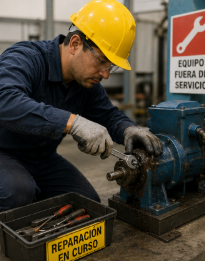 EQUIPO
FUERA DE
SERVICIO
REPARACIÓN
EN CURSO